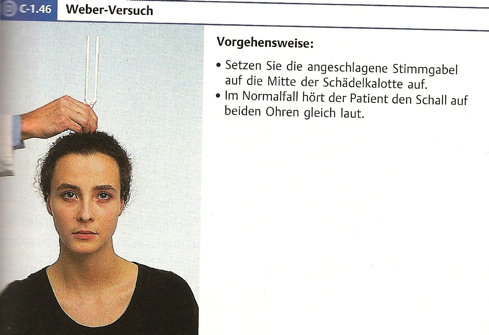 C-1.46 Weber-Versuch
Vorgehensweise:
• Setzen Sie die angeschlagene Stimmgabel
auf die Mitte der Schädelkalotte auf.
• Im Normalfall hört der Patient den Schall auf
beiden Ohren gleich laut.